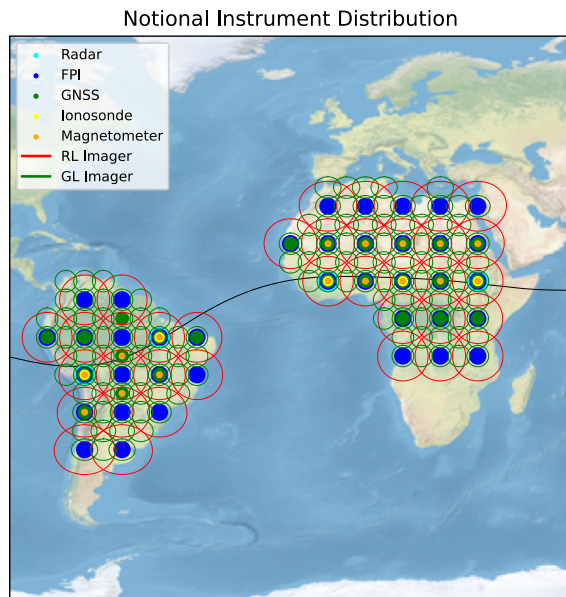 Notional Instrument Distribution
Radar
FPI
GNSS
Ionosonde
Magnetometer
RL Imager
GL Imager